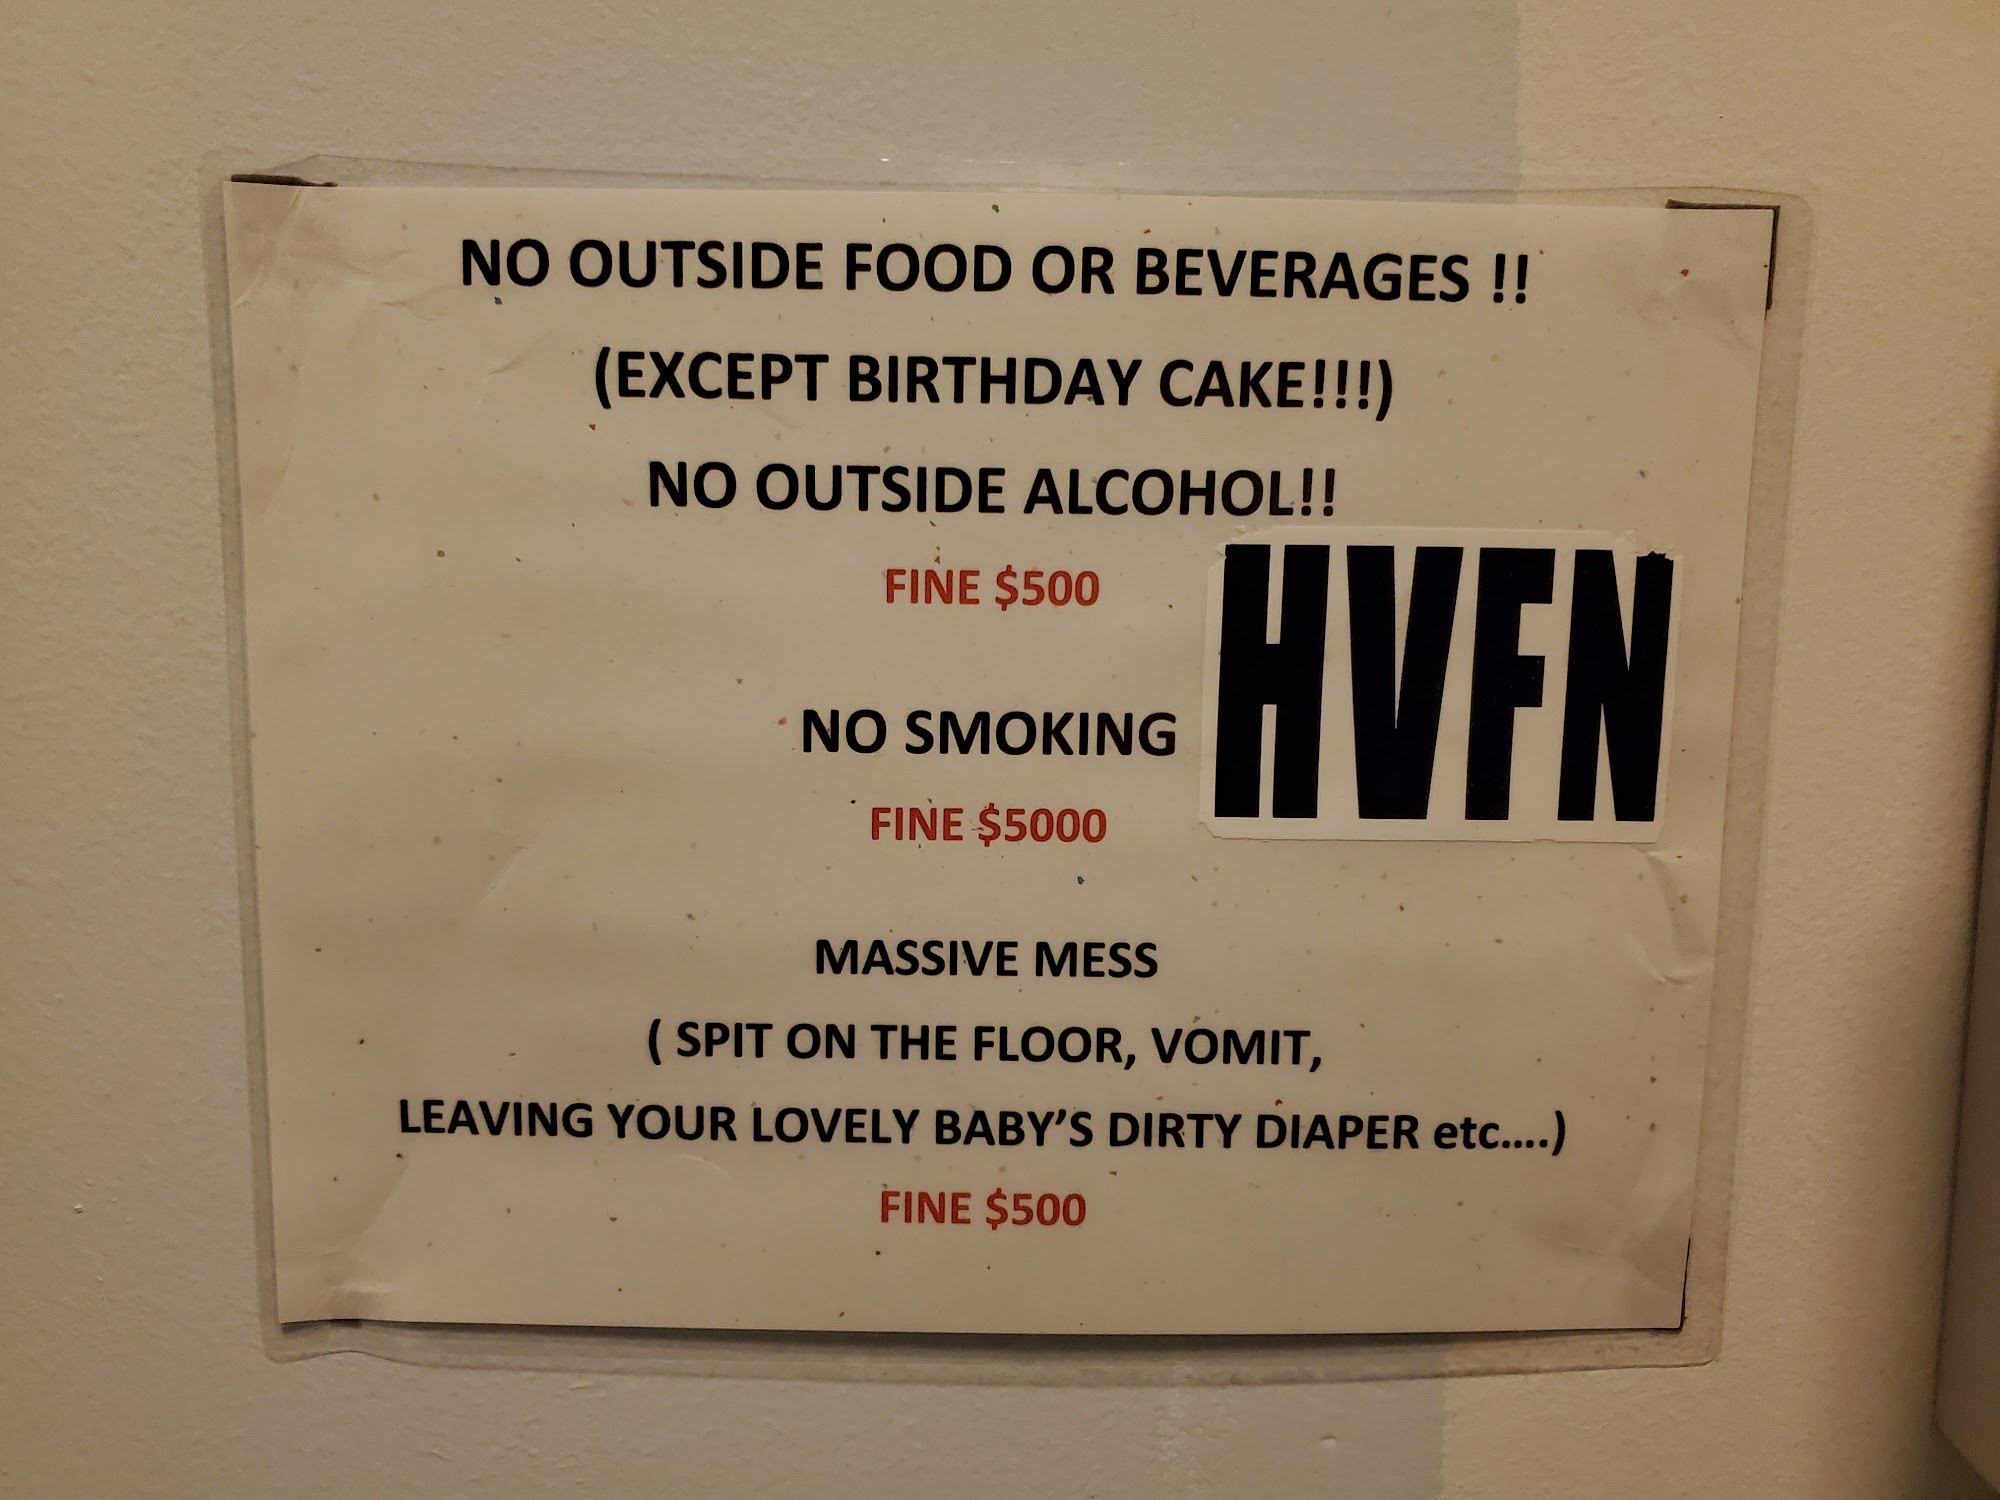 NO OUTSIDE FOOD OR BEVERAGES !!
(EXCEPT BIRTHDAY CAKE!!!)
NO OUTSIDE ALCOHOL!!
FINE $500
NO SMOKING
FINE $5000
HVFN
MASSIVE MESS
( SPIT ON THE FLOOR, VOMIT,
LEAVING YOUR LOVELY BABY’S DIRTY DIAPER etc....)
FINE $500